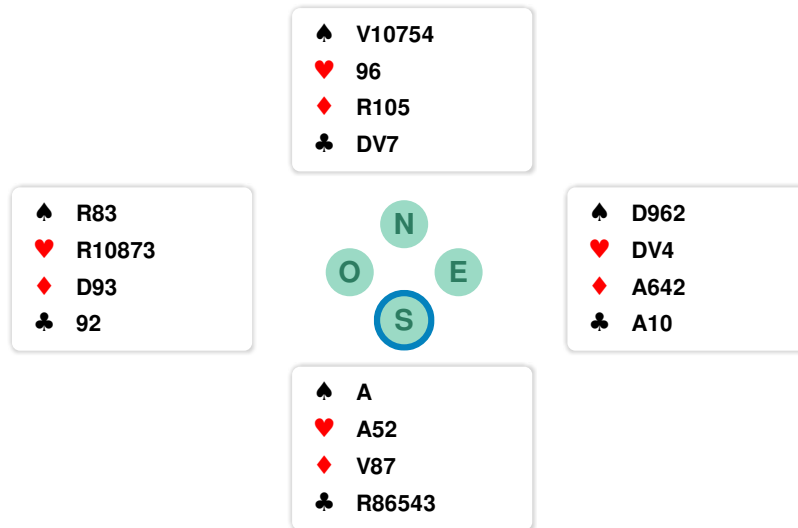 ♠ V10754
♥ 96
♦ R105
♣ DV7
♠ R83
♥ R10873
♦ D93
♣ 92
N
O E
S
♠ D962
♥ DV4
♦ A642
♣ A10
♠ A
♥ A52
♦ V87
♣ R86543